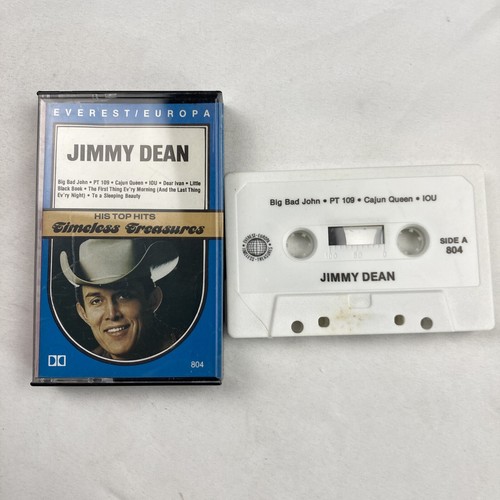 EVEREST/EUROPA
JIMMY DEAN
Big Bad John • PT 109 • Cajun Queen • IOU • Dear Ivan • Little
Black Book • The First Thing Ev'ry Morning (And the Last Thing
Ev'ry Night) • To a Sleeping Beauty
HIS TOP HITS
Timeless Treasures
804
Big Bad John • PT 109 • Cajun Queen • IOU
SIDE A
804
JIMMY DEAN